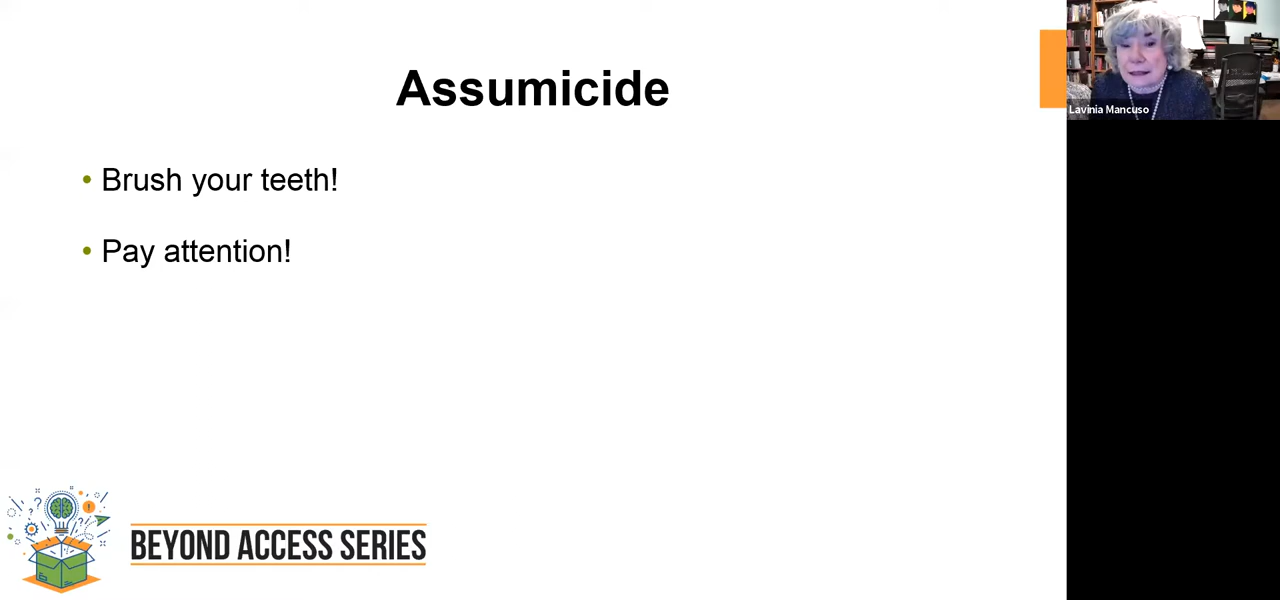 Assumicide
• Brush your teeth!
• Pay attention!
BEYOND ACCESS SERIES
Lavinia Mancuso